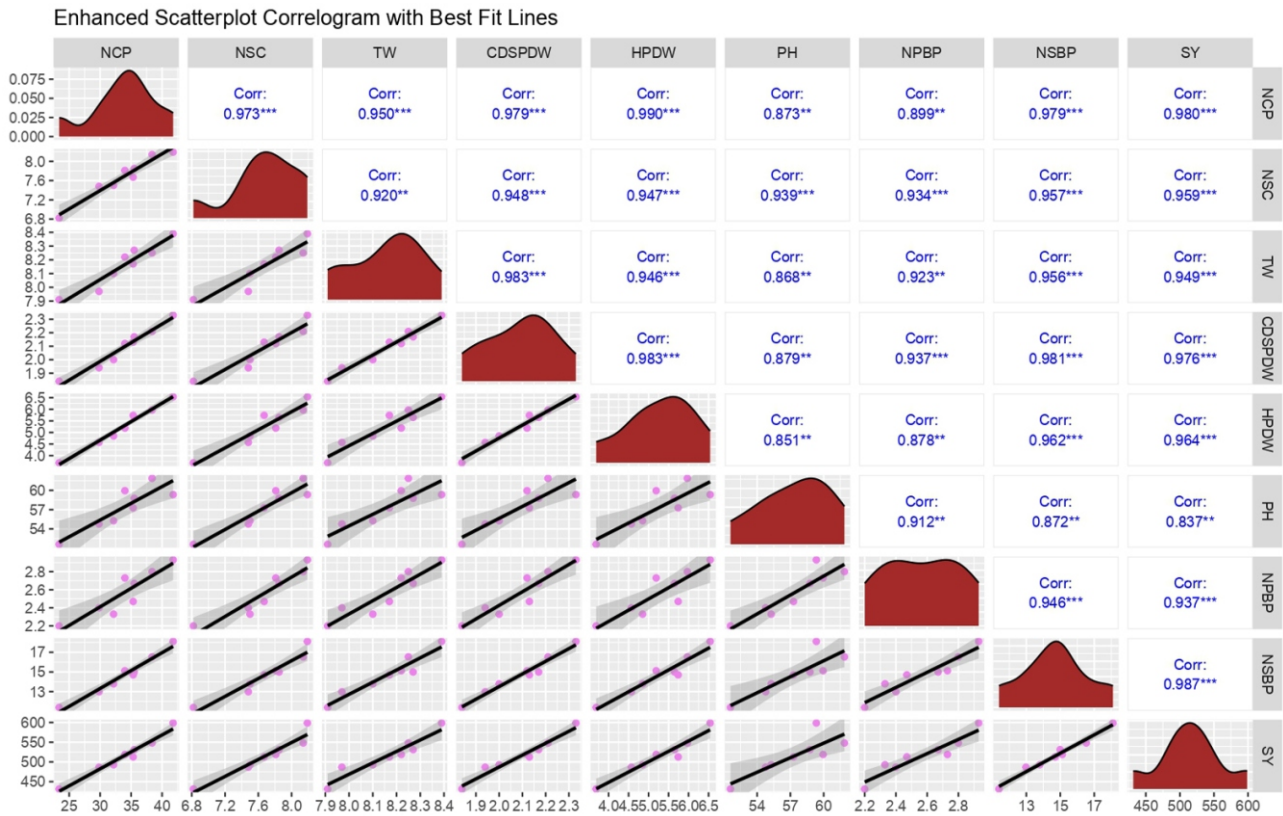 Enhanced Scatterplot Correlogram with Best Fit Lines
NCP NSC TW CDSPDW HPDW PH NPBP NSBP SY
0.075
0.050
0.025
0.000
Corr: Corr: Corr: Corr: Corr: Corr: Corr: Corr:
0.973*** 0.950*** 0.979*** 0.990*** 0.873** 0.899** 0.979*** 0.980***
NCP
8.0
7.6
7.2
6.8
Corr: Corr: Corr: Corr: Corr: Corr: Corr:
0.920** 0.948*** 0.947*** 0.939*** 0.934*** 0.957*** 0.959***
NSC
8.4
8.3
8.2
8.1
8.0
7.9
Corr: Corr: Corr: Corr: Corr: Corr:
0.983*** 0.946*** 0.868** 0.923** 0.956*** 0.949***
TW
2.3
2.2
2.1
2.0
1.9
Corr: Corr: Corr: Corr: Corr:
0.983*** 0.879** 0.937*** 0.981*** 0.976***
CDSPDW
6.5
6.0
5.5
5.0
4.5
4.0
Corr: Corr: Corr: Corr:
0.851** 0.878** 0.962*** 0.964***
HPDW
60
57
54
Corr: Corr: Corr:
0.912** 0.872** 0.837**
PH
2.8
2.6
2.4
2.2
Corr: Corr:
0.946*** 0.937***
NPBP
17
15
13
Corr:
0.987***
NSBP
600
550
500
450
SY
25 30 35 40 6.8 7.2 7.6 8.0 7.9 8.0 8.1 8.2 8.3 8.4 1.9 2.0 2.1 2.2 2.3 4.0 4.5 5.0 5.5 6.0 6.5 54 57 60 2.2 2.4 2.6 2.8 13 15 17 450 500 550 600